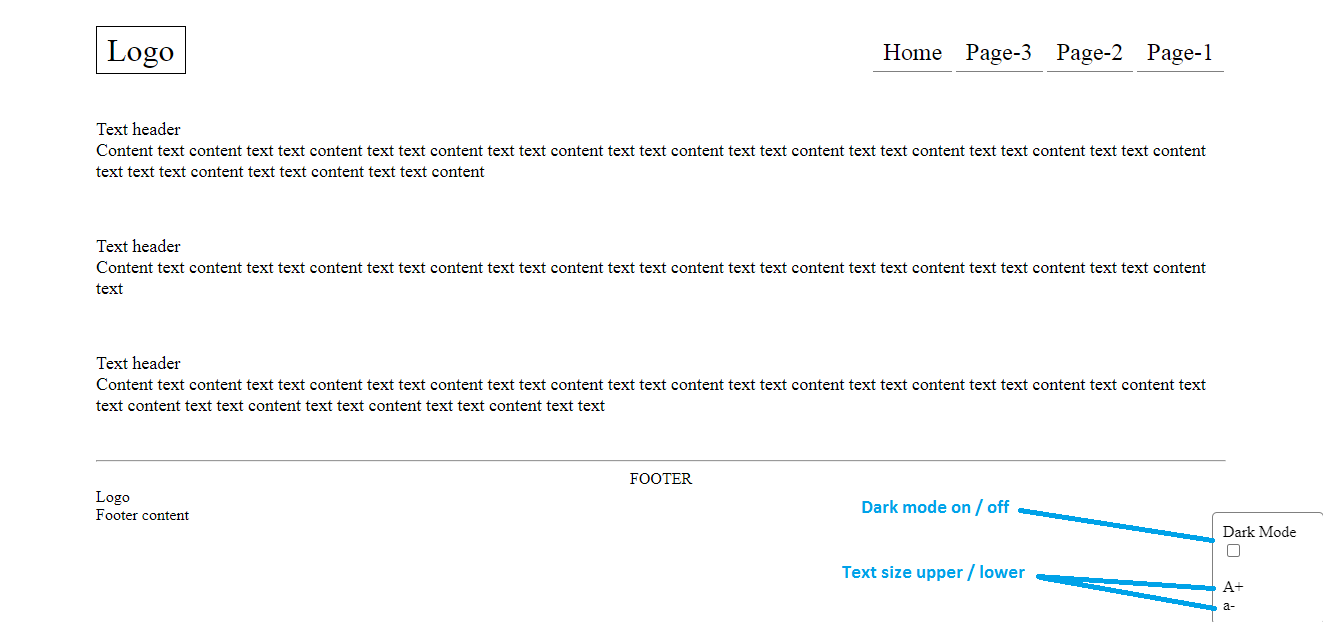 Logo
Home Page-3 Page-2 Page-1
Text header
Content text content text text content text text content text text content text text content text text content text text content text text content text text content
text text text content text text content text text content
Text header
Content text content text text content text text content text text content text text content text text content text text content text text content text text content
text
Text header
Content text content text text content text text content text text content text text content text text content text text content text text content text content text
text content text text content text text content text text content text text
FOOTER
Logo
Footer content
Dark mode on / off
Dark Mode
Text size upper / lower
A+
a-